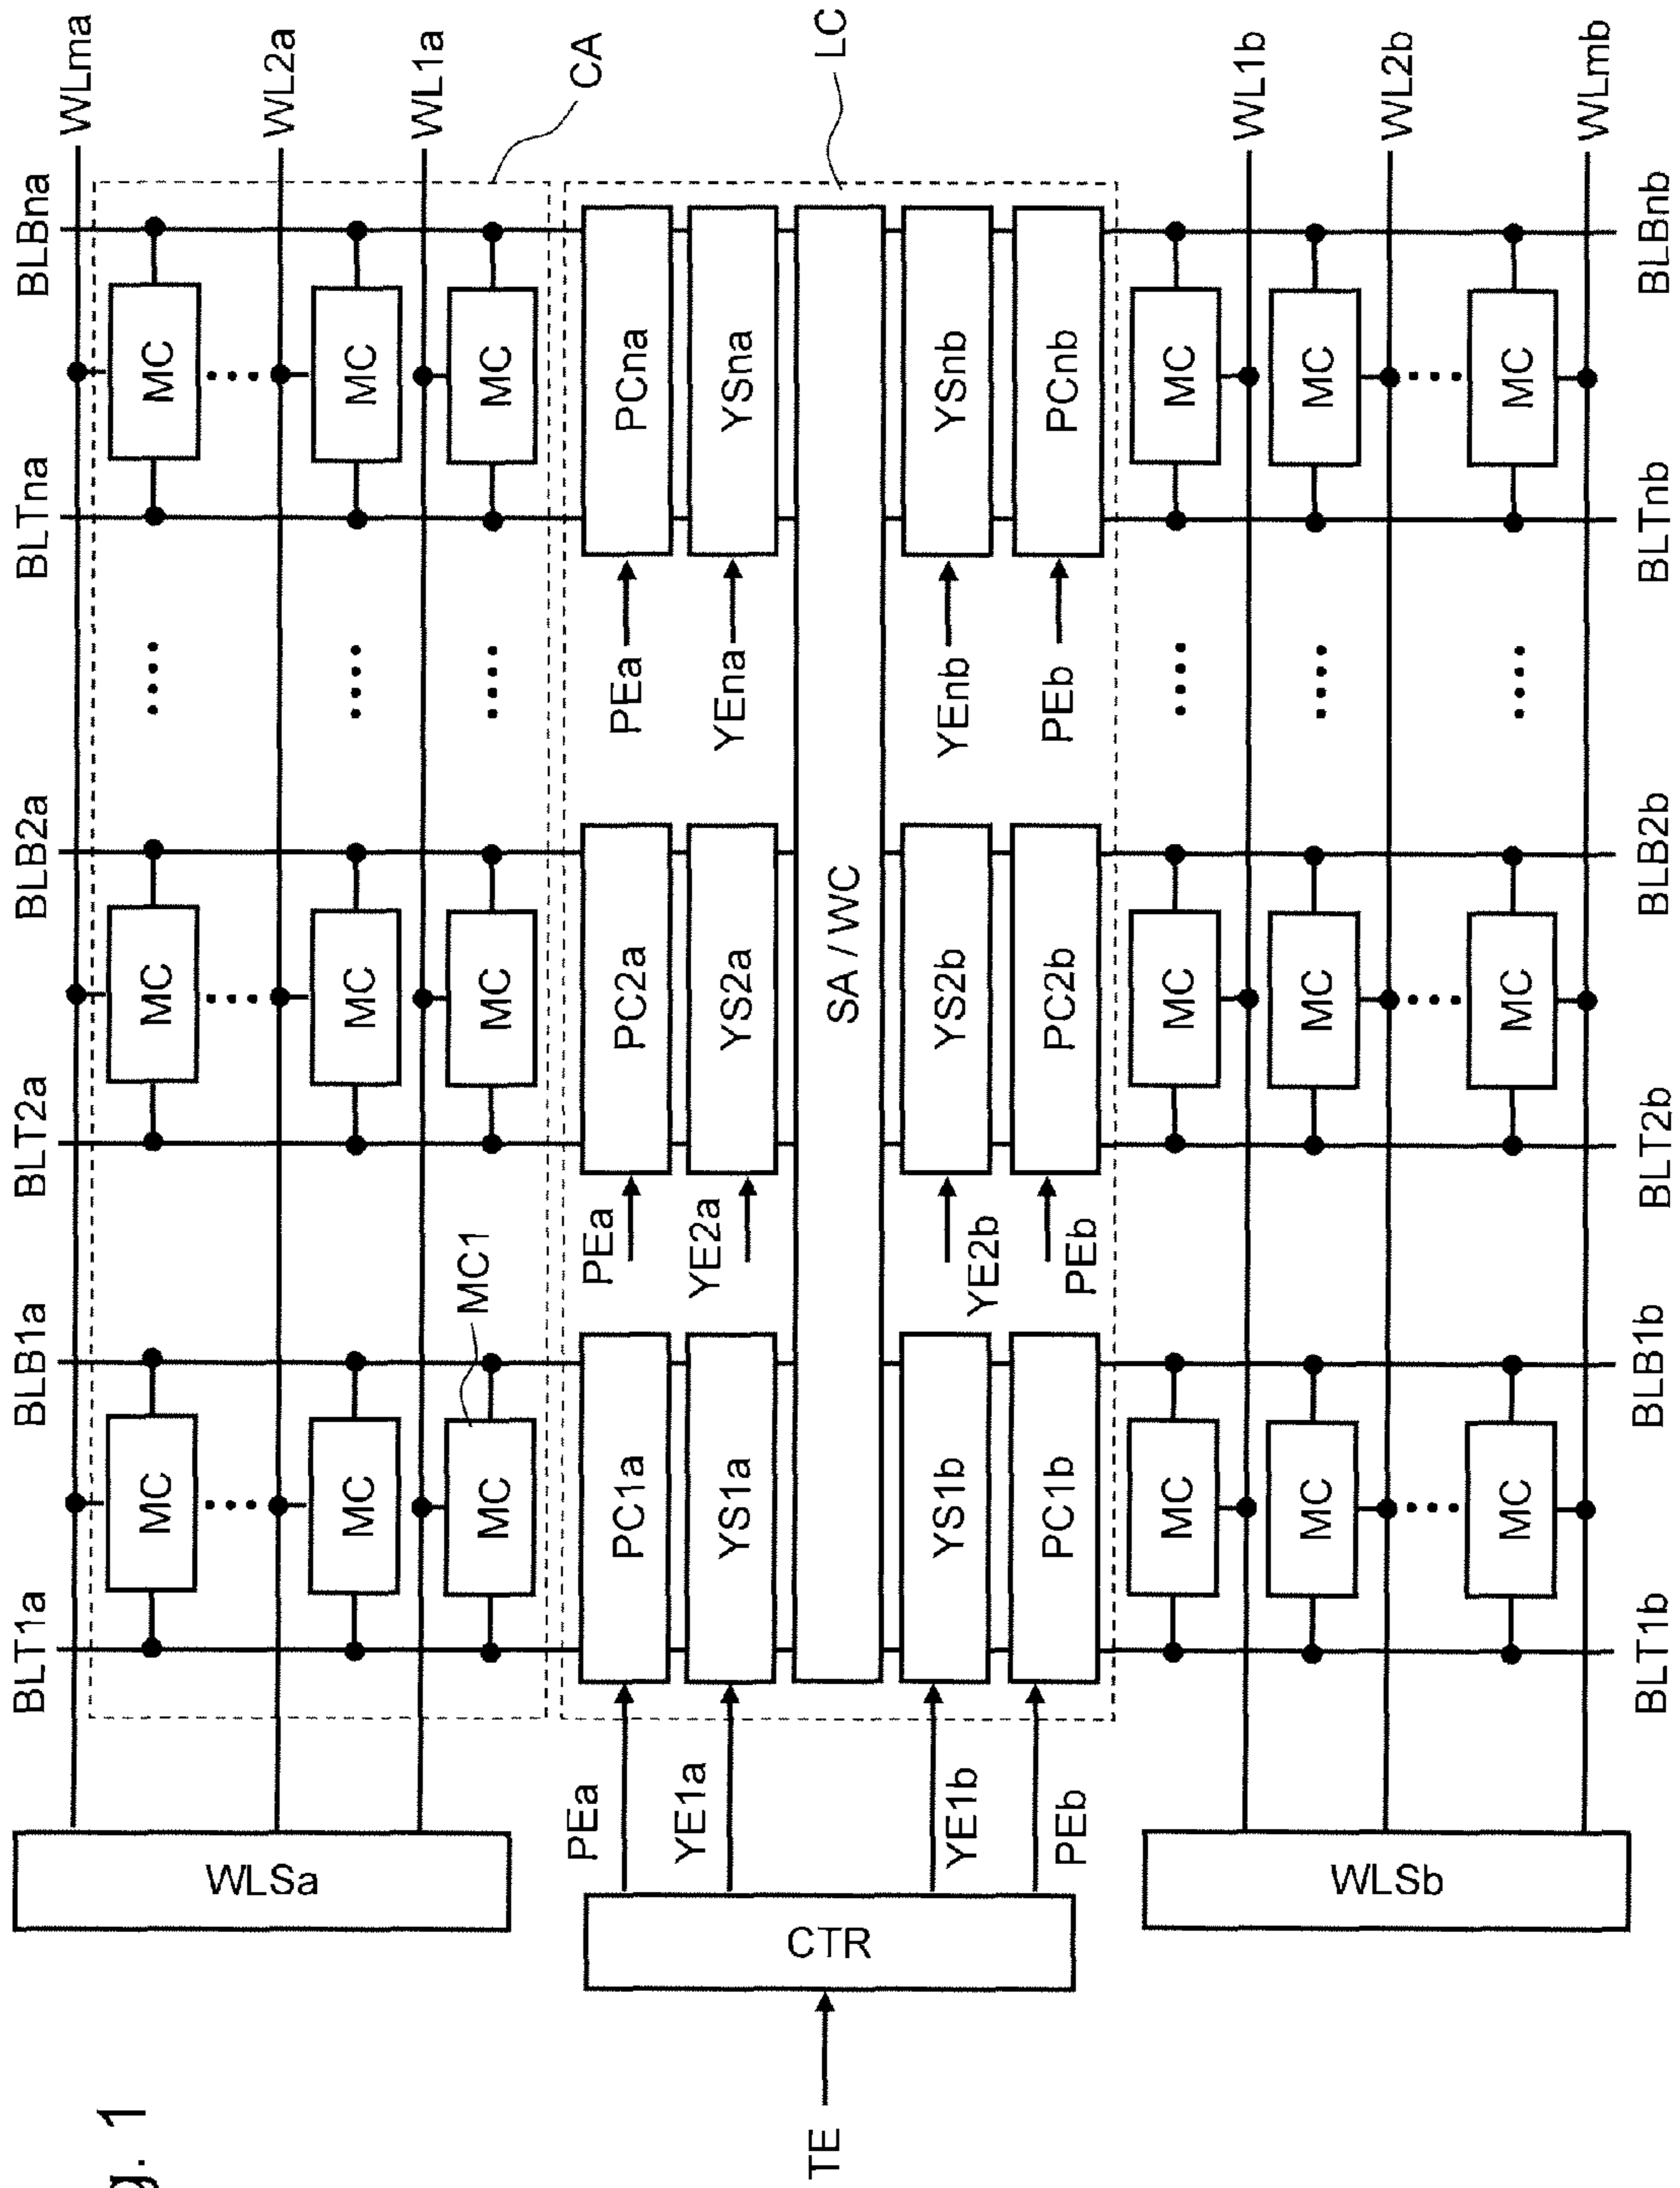 g. 1
BLT1a
BLB1a
BLT2a
BLB2a
BLTna
BLBna
WLma
MC
MC
MC
WLSa
WL2a
MC
MC
MC
WL1a
MC1
MC
MC
MC
CA
PEa
PC1a
PEa
PC2a
PEa
PCna
YE1a
YS1a
YE2a
YS2a
YEna
YSna
TE
CTR
SA / WC
LC
YE1b
YS1b
YE2b
YS2b
YEnb
YSnb
PEb
PC1b
PEb
PC2b
PEb
PCnb
MC
MC
MC
WL1b
MC
MC
MC
WLSb
WL2b
MC
MC
MC
WLmb
BLT1b
BLB1b
BLT2b
BLB2b
BLTnb
BLBnb